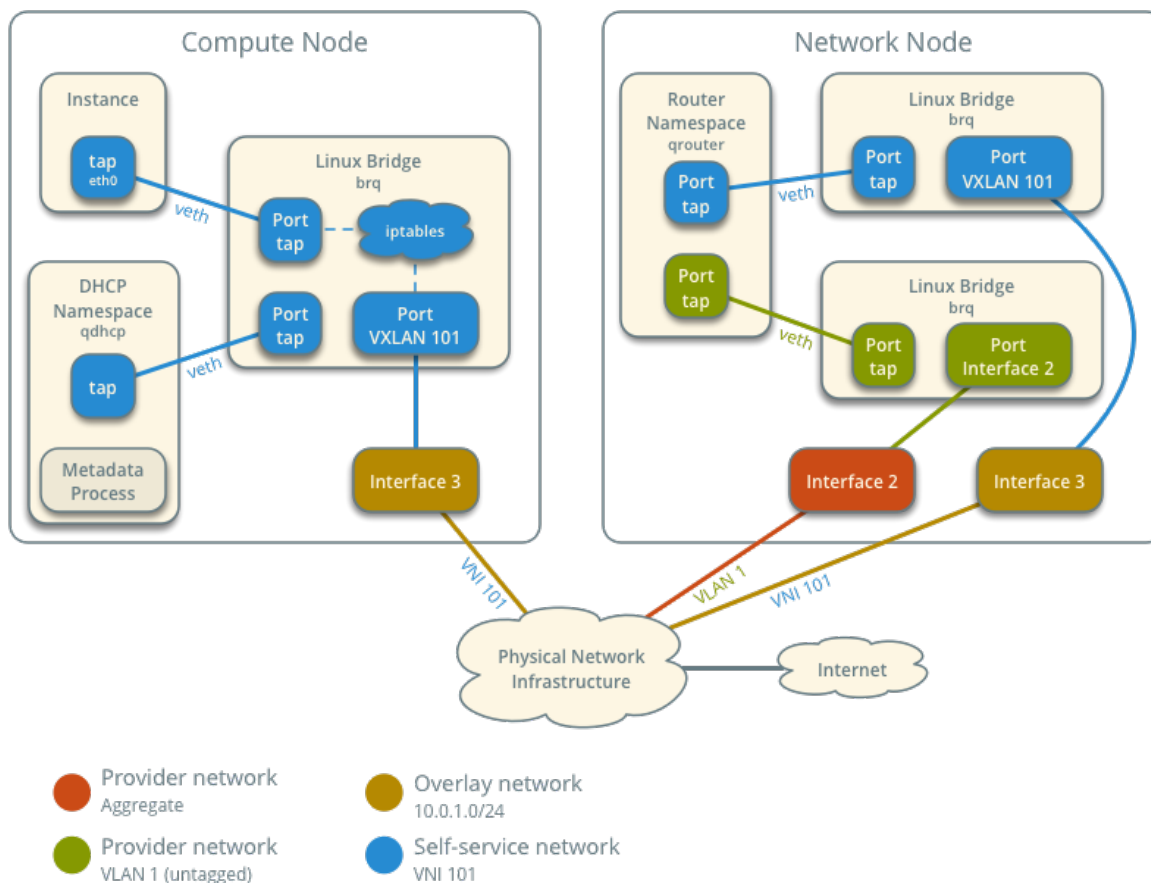 Compute Node
Instance
tap
eth0
veth
Linux Bridge
brq
Port
tap
iptables
DHCP
Namespace
qdhcp
tap
veth
Port
tap
Port
VXLAN 101
Metadata
Process
Interface 3
VNI 101
Network Node
Router
Namespace
qrouter
Port
tap
veth
Linux Bridge
brq
Port
tap
Port
VXLAN 101
Port
tap
veth
Linux Bridge
brq
Port
tap
Port
Interface 2
Interface 2
Interface 3
VLAN 1
VNI 101
Physical Network
Infrastructure
Internet
Provider network
Aggregate
Overlay network
10.0.1.0/24
Provider network
VLAN 1 (untagged)
Self-service network
VNI 101